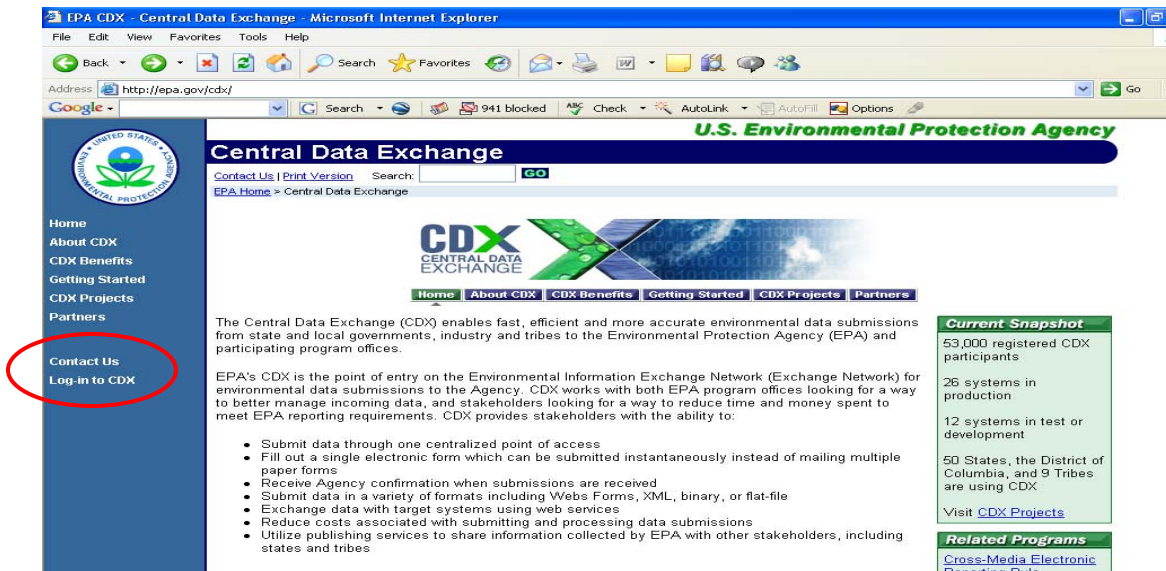 EPA CDX - Central Data Exchange - Microsoft Internet Explorer
File Edit View Favorites Tools Help
Back Search Favorites
Address http://epa.gov/cdx/ Go
Google Search 941 blocked ABC Check AutoLink AutoFill Options
U.S. Environmental Protection Agency
UNITED STATES ENVIRONMENTAL PROTECTION AGENCY
Central Data Exchange
Contact Us | Print Version Search: GO
EPA Home > Central Data Exchange
Home
About CDX
CDX Benefits
Getting Started
CDX Projects
Partners
Contact Us
Log-in to CDX
CDX
CENTRAL DATA
EXCHANGE
Home About CDX CDX Benefits Getting Started CDX Projects Partners
The Central Data Exchange (CDX) enables fast, efficient and more accurate environmental data submissions
from state and local governments, industry and tribes to the Environmental Protection Agency (EPA) and
participating program offices.
EPA's CDX is the point of entry on the Environmental Information Exchange Network (Exchange Network) for
environmental data submissions to the Agency. CDX works with both EPA program offices looking for a way
to better manage incoming data, and stakeholders looking for a way to reduce time and money spent to
meet EPA reporting requirements. CDX provides stakeholders with the ability to:
• Submit data through one centralized point of access
• Fill out a single electronic form which can be submitted instantaneously instead of mailing multiple
paper forms
• Receive Agency confirmation when submissions are received
• Submit data in a variety of formats including Webs Forms, XML, binary, or flat-file
• Exchange data with target systems using web services
• Reduce costs associated with submitting and processing data submissions
• Utilize publishing services to share information collected by EPA with other stakeholders, including
states and tribes
Current Snapshot
53,000 registered CDX
participants
26 systems in
production
12 systems in test or
development
50 States, the District of
Columbia, and 9 Tribes
are using CDX
Visit CDX Projects
Related Programs
Cross-Media Electronic